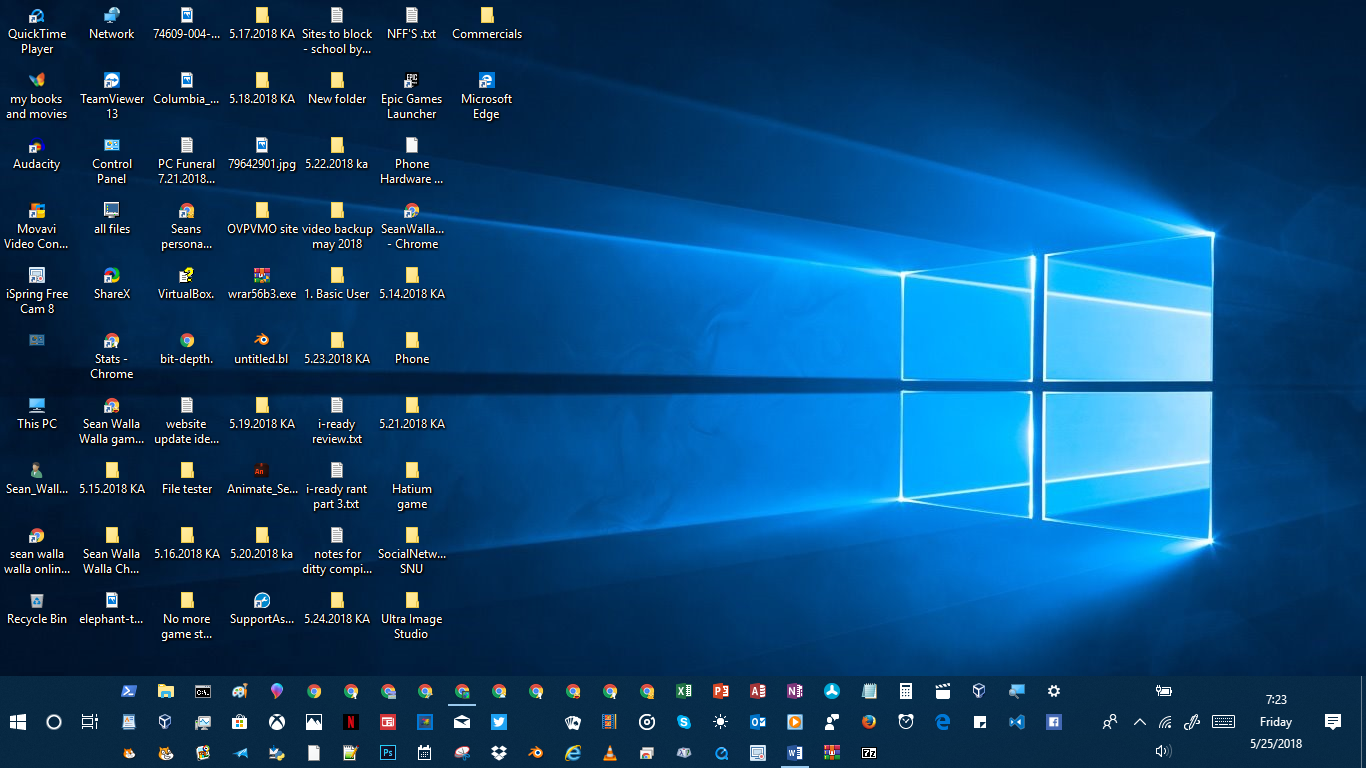 QuickTime
Player
Network
74609-004-...
5.17.2018 KA
Sites to block
- school by...
NFF'S .txt
Commercials
my books
and movies
TeamViewer
13
Columbia_...
5.18.2018 KA
New folder
Epic Games
Launcher
Microsoft
Edge
Audacity
Control
Panel
PC Funeral
7.21.2018...
79642901.jpg
5.22.2018 ka
Phone
Hardware ...
Movavi
Video Con...
all files
Seans
persona...
OVPVMO site
video backup
may 2018
SeanWalla...
- Chrome
iSpring Free
Cam 8
ShareX
VirtualBox.
wrar56b3.exe
1. Basic User
5.14.2018 KA
Stats -
Chrome
bit-depth.
untitled.bl
5.23.2018 KA
Phone
This PC
Sean Walla
Walla gam...
website
update ide...
5.19.2018 KA
i-ready
review.txt
5.21.2018 KA
Sean_Wall...
5.15.2018 KA
File tester
Animate_Se...
i-ready rant
part 3.txt
Hatium
game
sean walla
walla onlin...
Sean Walla
Walla Ch...
5.16.2018 KA
5.20.2018 ka
notes for
ditty compi...
SocialNetw...
SNU
Recycle Bin
elephant-t...
No more
game st...
SupportAs...
5.24.2018 KA
Ultra Image
Studio
7:23
Friday
5/25/2018